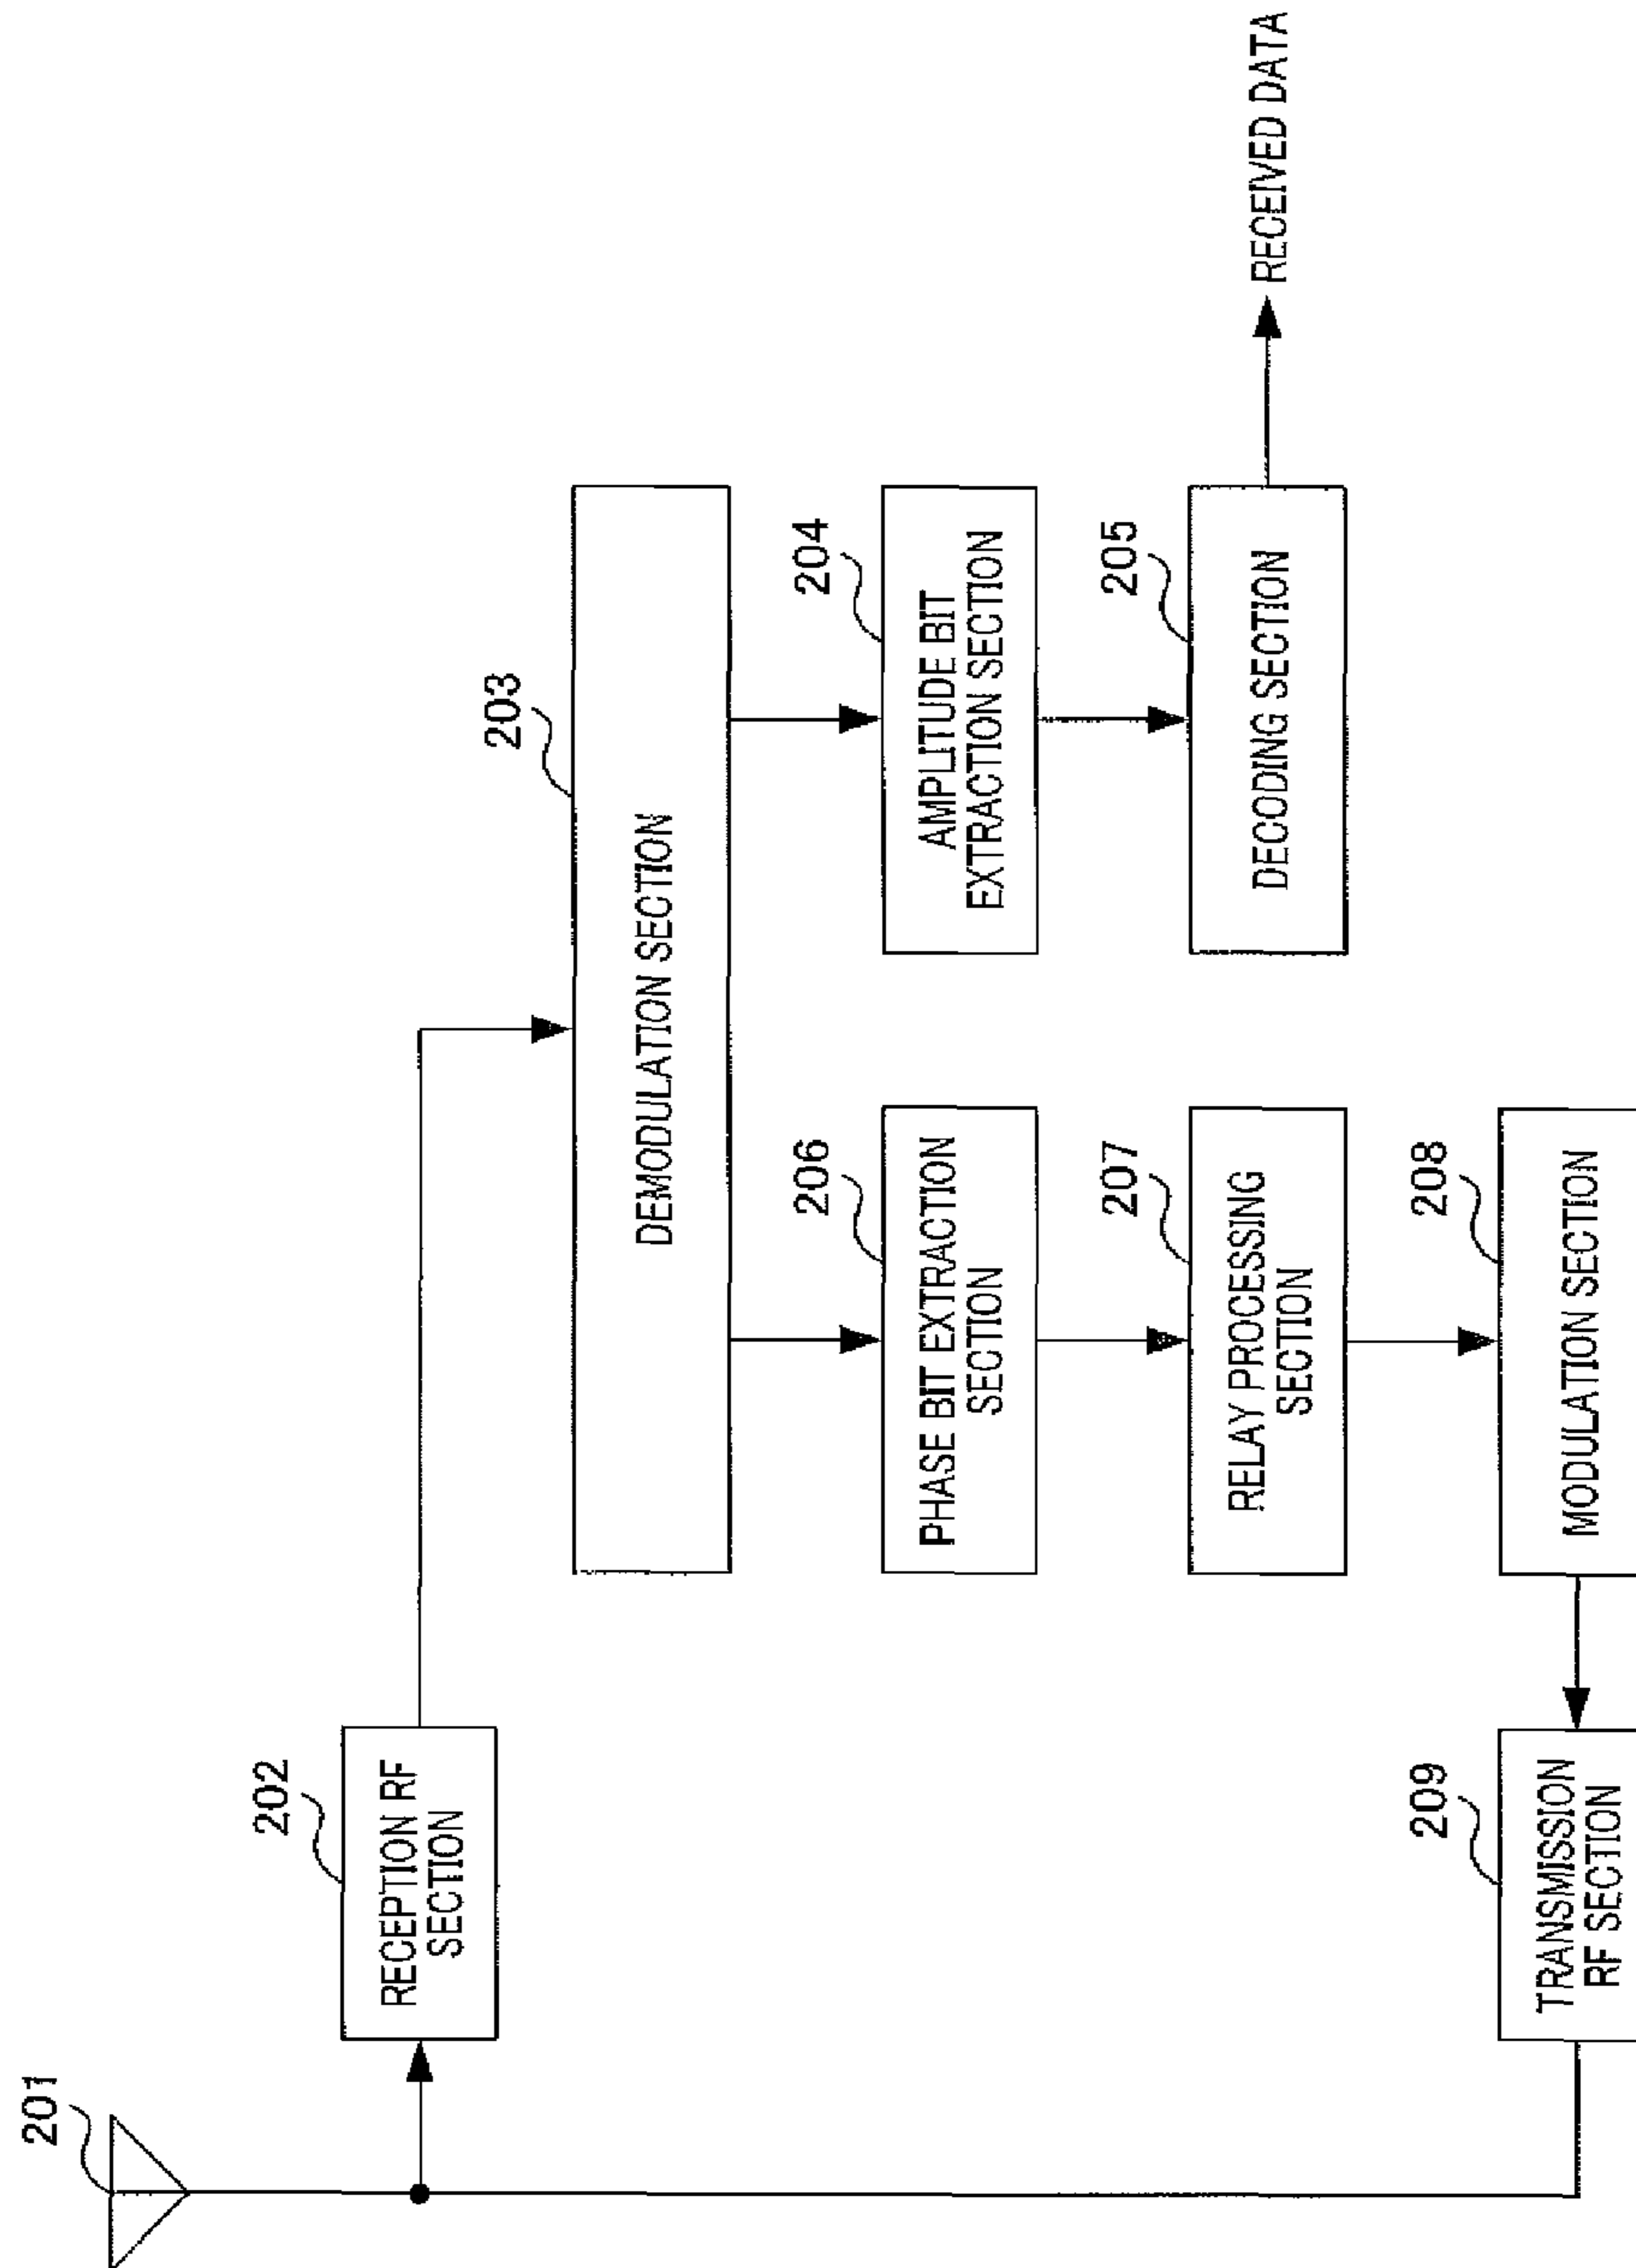 201
202
RECEPTION RF
SECTION
203
DEMODULATION SECTION
204
AMPLITUDE BIT
EXTRACTION SECTION
205
DECODING SECTION
RECEIVED DATA
206
PHASE BIT EXTRACTION
SECTION
207
RELAY PROCESSING
SECTION
208
MODULATION SECTION
209
TRANSMISSION
RF SECTION